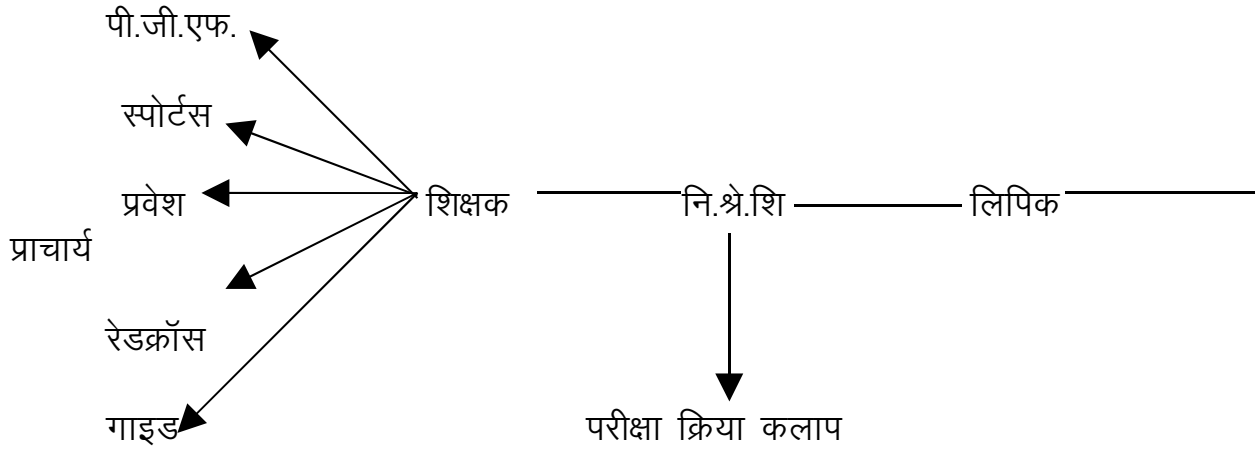 पी.जी.एफ.
स्पोर्टस
प्रवेश
शिक्षक नि.श्रे.शि लिपिक
प्राचार्य
रेडक्रॉस
गाइड
परीक्षा क्रिया कलाप